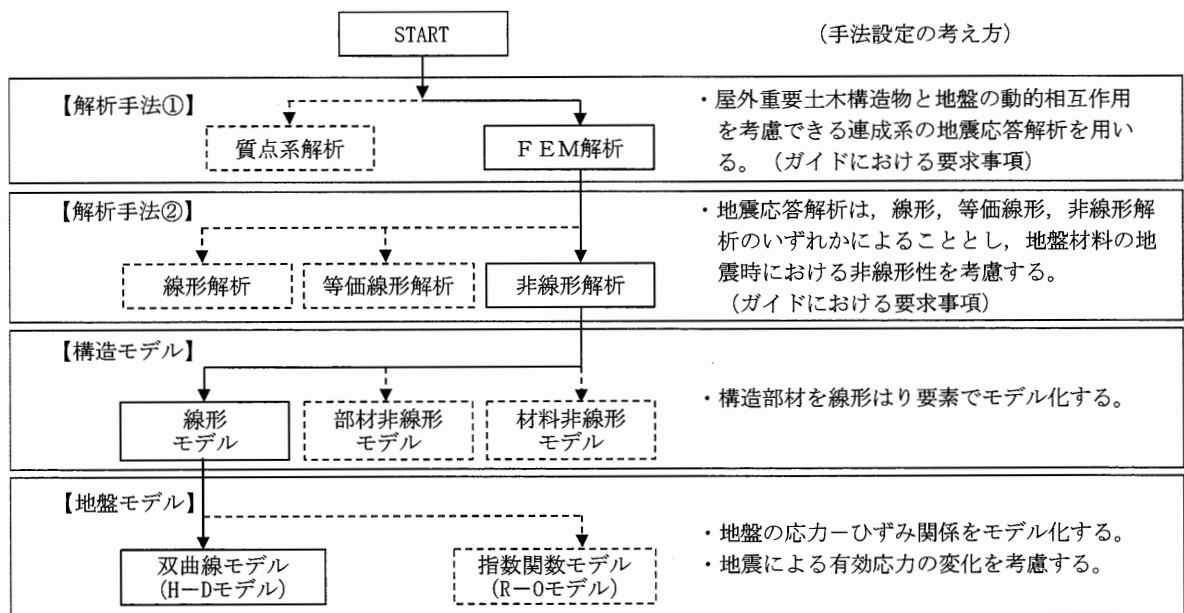 START
(手法設定の考え方)
【解析手法①】
質点系解析
FEM解析
・屋外重要土木構造物と地盤の動的相互作用
を考慮できる連成系の地震応答解析を用い
る。（ガイドにおける要求事項）
【解析手法②】
線形解析
等価線形解析
非線形解析
・地震応答解析は，線形，等価線形，非線形解
析のいずれかによることとし，地盤材料の地
震時における非線形性を考慮する。
（ガイドにおける要求事項）
【構造モデル】
線形
モデル
部材非線形
モデル
材料非線形
モデル
・構造部材を線形はり要素でモデル化する。
【地盤モデル】
双曲線モデル
(H－Dモデル)
指数関数モデル
(R－Oモデル)
・地盤の応力－ひずみ関係をモデル化する。
・地震による有効応力の変化を考慮する。